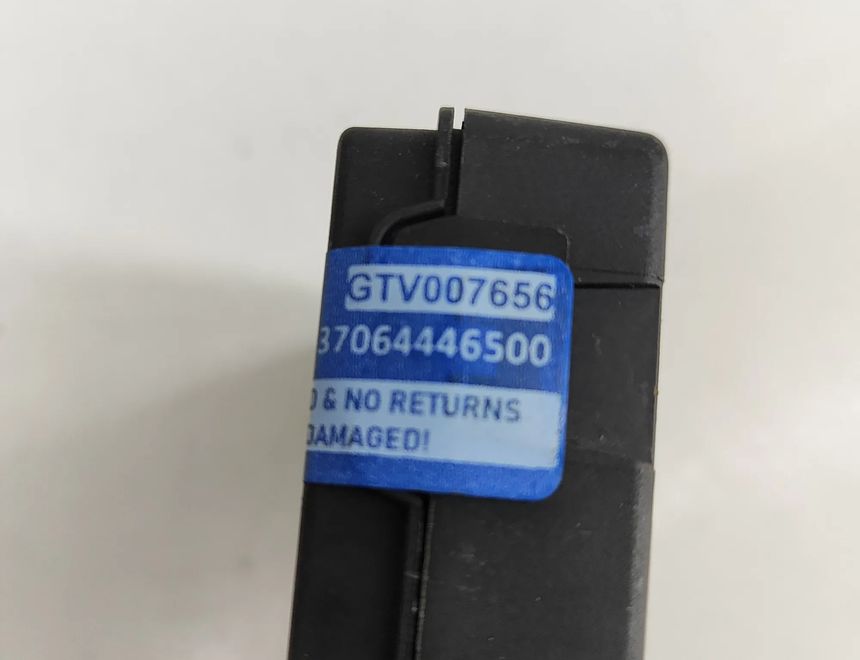 GTV007656
37064446500
& NO RETURNS
DAMAGED!